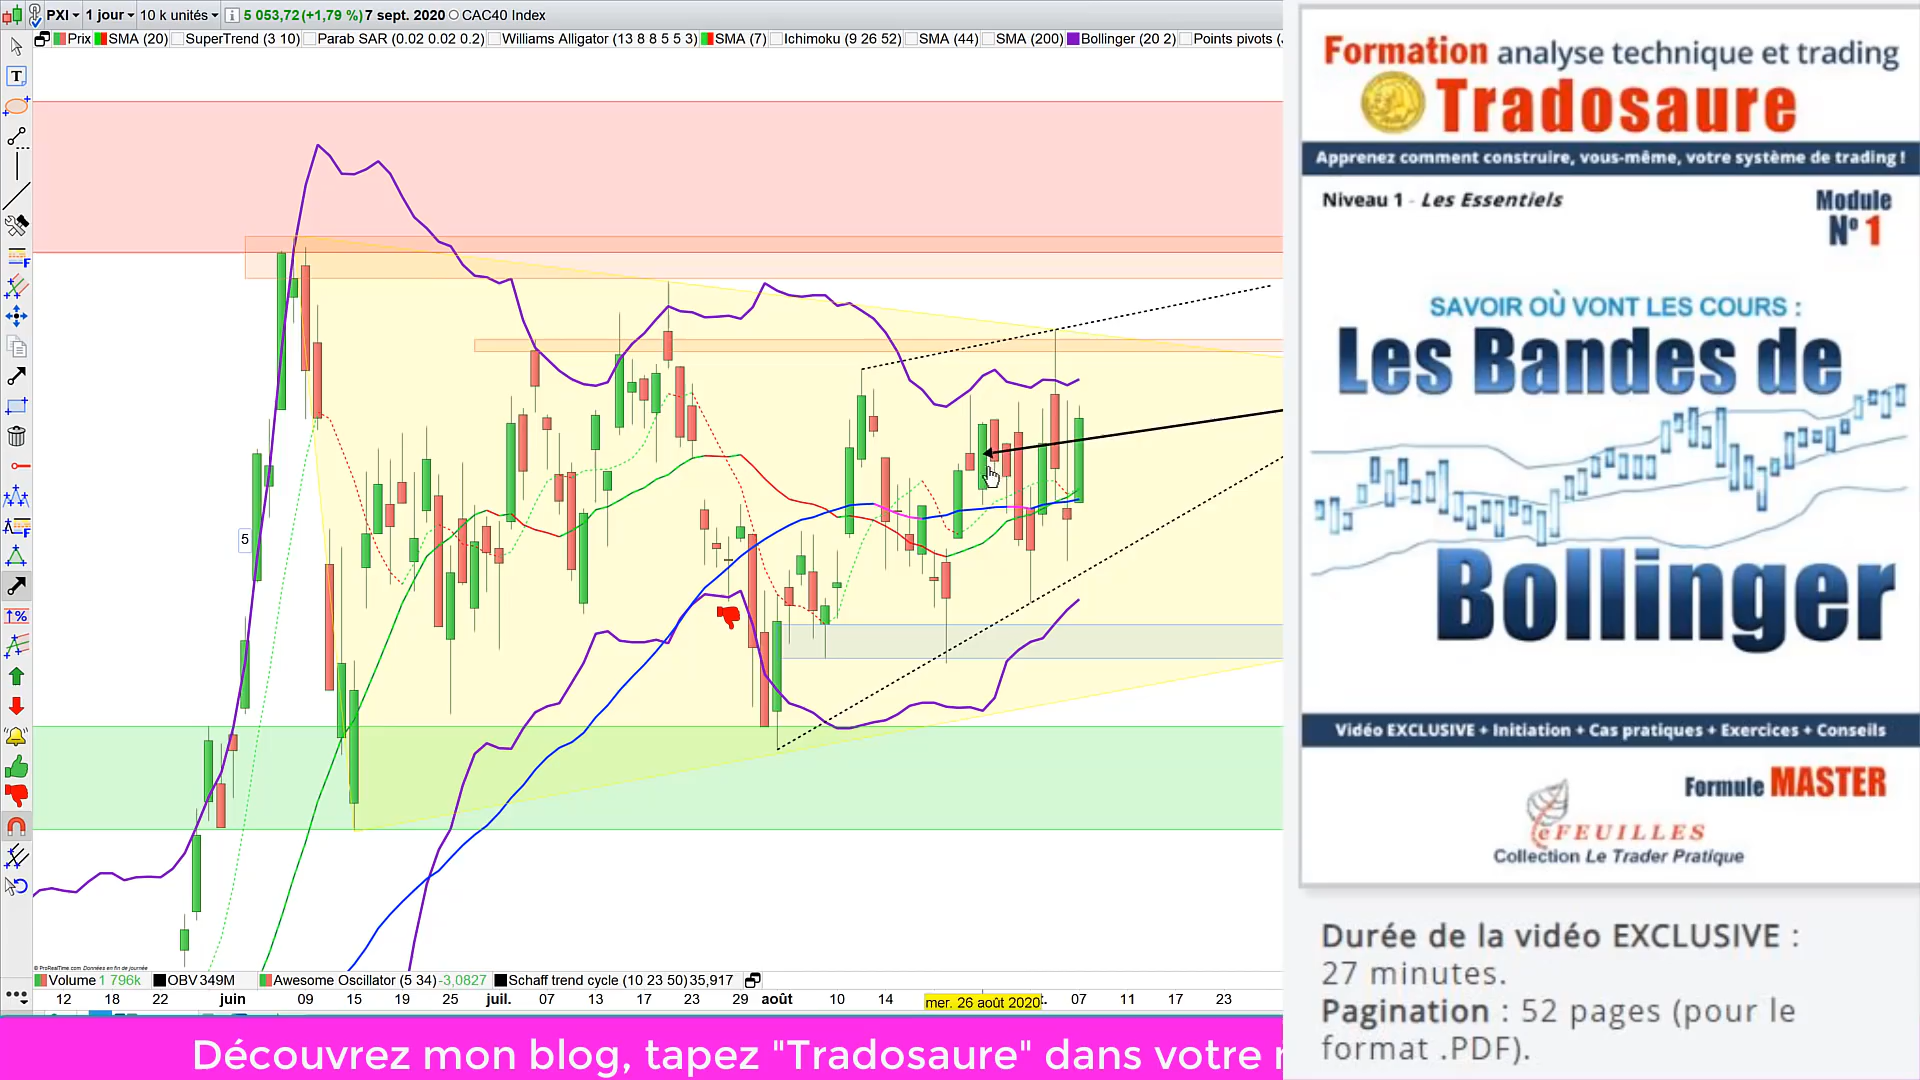 PXI 1 jour 10 k unités 5 053,72 (+1,79 %) 7 sept. 2020 CAC40 Index
Prix SMA (20) SuperTrend (3 10) Parab SAR (0.02 0.02 0.2) Williams Alligator (13 8 8 5 5 3) SMA (7) Ichimoku (9 26 52) SMA (44) SMA (200) Bollinger (20 2) Points pivots (
5
© ProRealTime.com Données en fin de journée
Volume 1 796k OBV 349M Awesome Oscillator (5 34) -3,0827 Schaff trend cycle (10 23 50) 35,917
12 18 22 juin 09 15 19 25 juil. 07 13 17 23 29 août 10 14 mer. 26 août 2020 t. 07 11 17 23
Découvrez mon blog, tapez "Tradosaure" dans votre
Formation analyse technique et trading
Tradosaure
Apprenez comment construire, vous-même, votre système de trading !
Niveau 1 - Les Essentiels
Module
N° 1
SAVOIR OÙ VONT LES COURS :
Les Bandes de
Bollinger
Vidéo EXCLUSIVE + Initiation + Cas pratiques + Exercices + Conseils
Formule MASTER
eFEUILLES
Collection Le Trader Pratique
Durée de la vidéo EXCLUSIVE :
27 minutes.
Pagination : 52 pages (pour le
format .PDF).